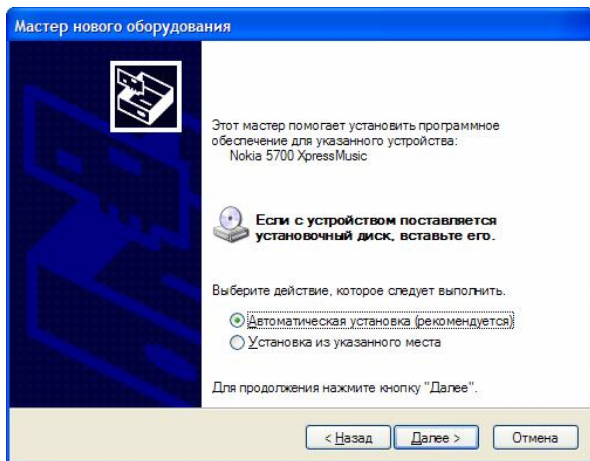 Мастер нового оборудования
Этот мастер помогает установить программное
обеспечение для указанного устройства:
Nokia 5700 XpressMusic
Если с устройством поставляется
установочный диск, вставьте его.
Выберите действие, которое следует выполнить.
Автоматическая установка (рекомендуется)
Установка из указанного места
Для продолжения нажмите кнопку "Далее".
< Назад Далее > Отмена